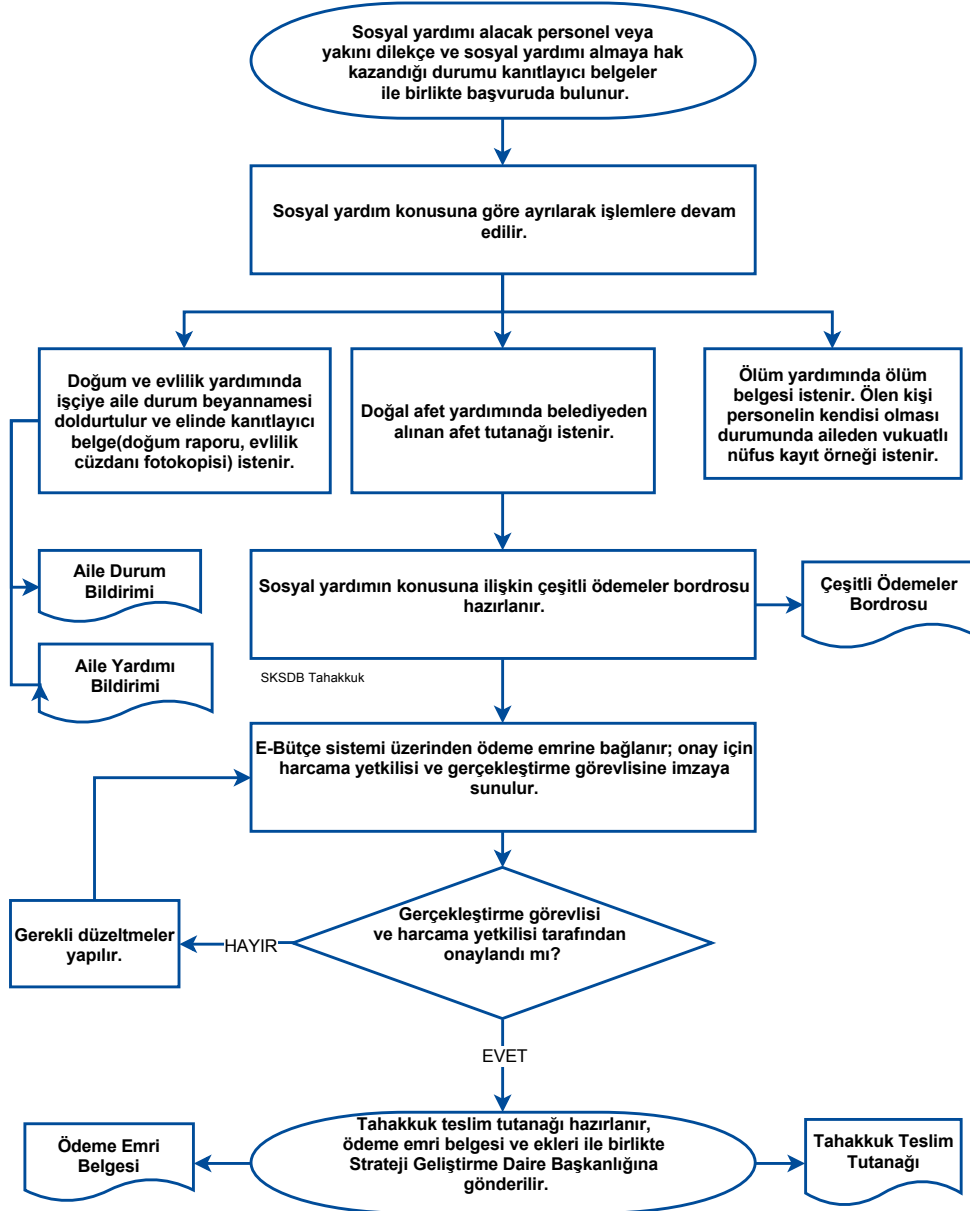 Sosyal yardımı alacak personel veya
yakını dilekçe ve sosyal yardımı almaya hak
kazandığı durumu kanıtlayıcı belgeler
ile birlikte başvuruda bulunur.
Sosyal yardım konusuna göre ayrılarak işlemlere devam
edilir.
Doğum ve evlilik yardımında
işçiye aile durum beyannamesi
doldurtulur ve elinde kanıtlayıcı
belge(doğum raporu, evlilik
cüzdanı fotokopisi) istenir.
Doğal afet yardımında belediyeden
alınan afet tutanağı istenir.
Ölüm yardımında ölüm
belgesi istenir. Ölen kişi
personelin kendisi olması
durumunda aileden vukuatlı
nüfus kayıt örneği istenir.
Aile Durum
Bildirimi
Aile Yardımı
Bildirimi
Sosyal yardımın konusuna ilişkin çeşitli ödemeler bordrosu
hazırlanır.
Çeşitli Ödemeler
Bordrosu
SKSDB Tahakkuk
E-Bütçe sistemi üzerinden ödeme emrine bağlanır; onay için
harcama yetkilisi ve gerçekleştirme görevlisine imzaya
sunulur.
Gerçekleştirme görevlisi
ve harcama yetkilisi tarafından
onaylandı mı?
HAYIR
Gerekli düzeltmeler
yapılır.
EVET
Tahakkuk teslim tutanağı hazırlanır,
ödeme emri belgesi ve ekleri ile birlikte
Strateji Geliştirme Daire Başkanlığına
gönderilir.
Ödeme Emri
Belgesi
Tahakkuk Teslim
Tutanağı